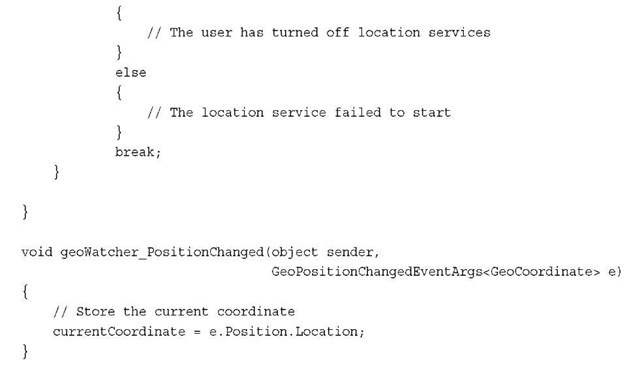 {
// The user has turned off location services
}
else
{
// The location service failed to start
}
break;
}
}
void geoWatcher_PositionChanged(object sender,
GeoPositionChangedEventArgs<GeoCoordinate> e)
{
// Store the current coordinate
currentCoordinate = e.Position.Location;
}